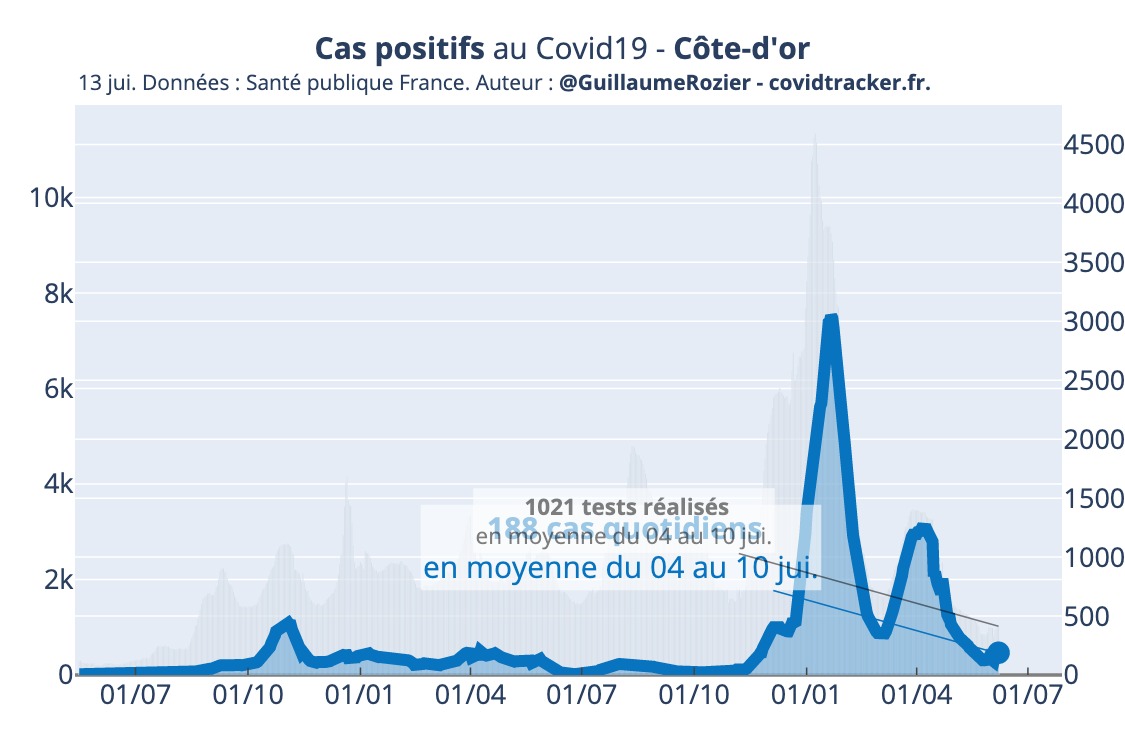 Cas positifs au Covid19 - Côte-d'or
13 jui. Données : Santé publique France. Auteur : @GuillaumeRozier - covidtracker.fr.
4500
10k
4000
3500
8k
3000
2500
6k
2000
4k
1500
1021 tests réalisés
188 cas quotidiens
en moyenne du 04 au 10 jui.
en moyenne du 04 au 10 jui.
1000
2k
500
0
0
01/07 01/10 01/01 01/04 01/07 01/10 01/01 01/04 01/07